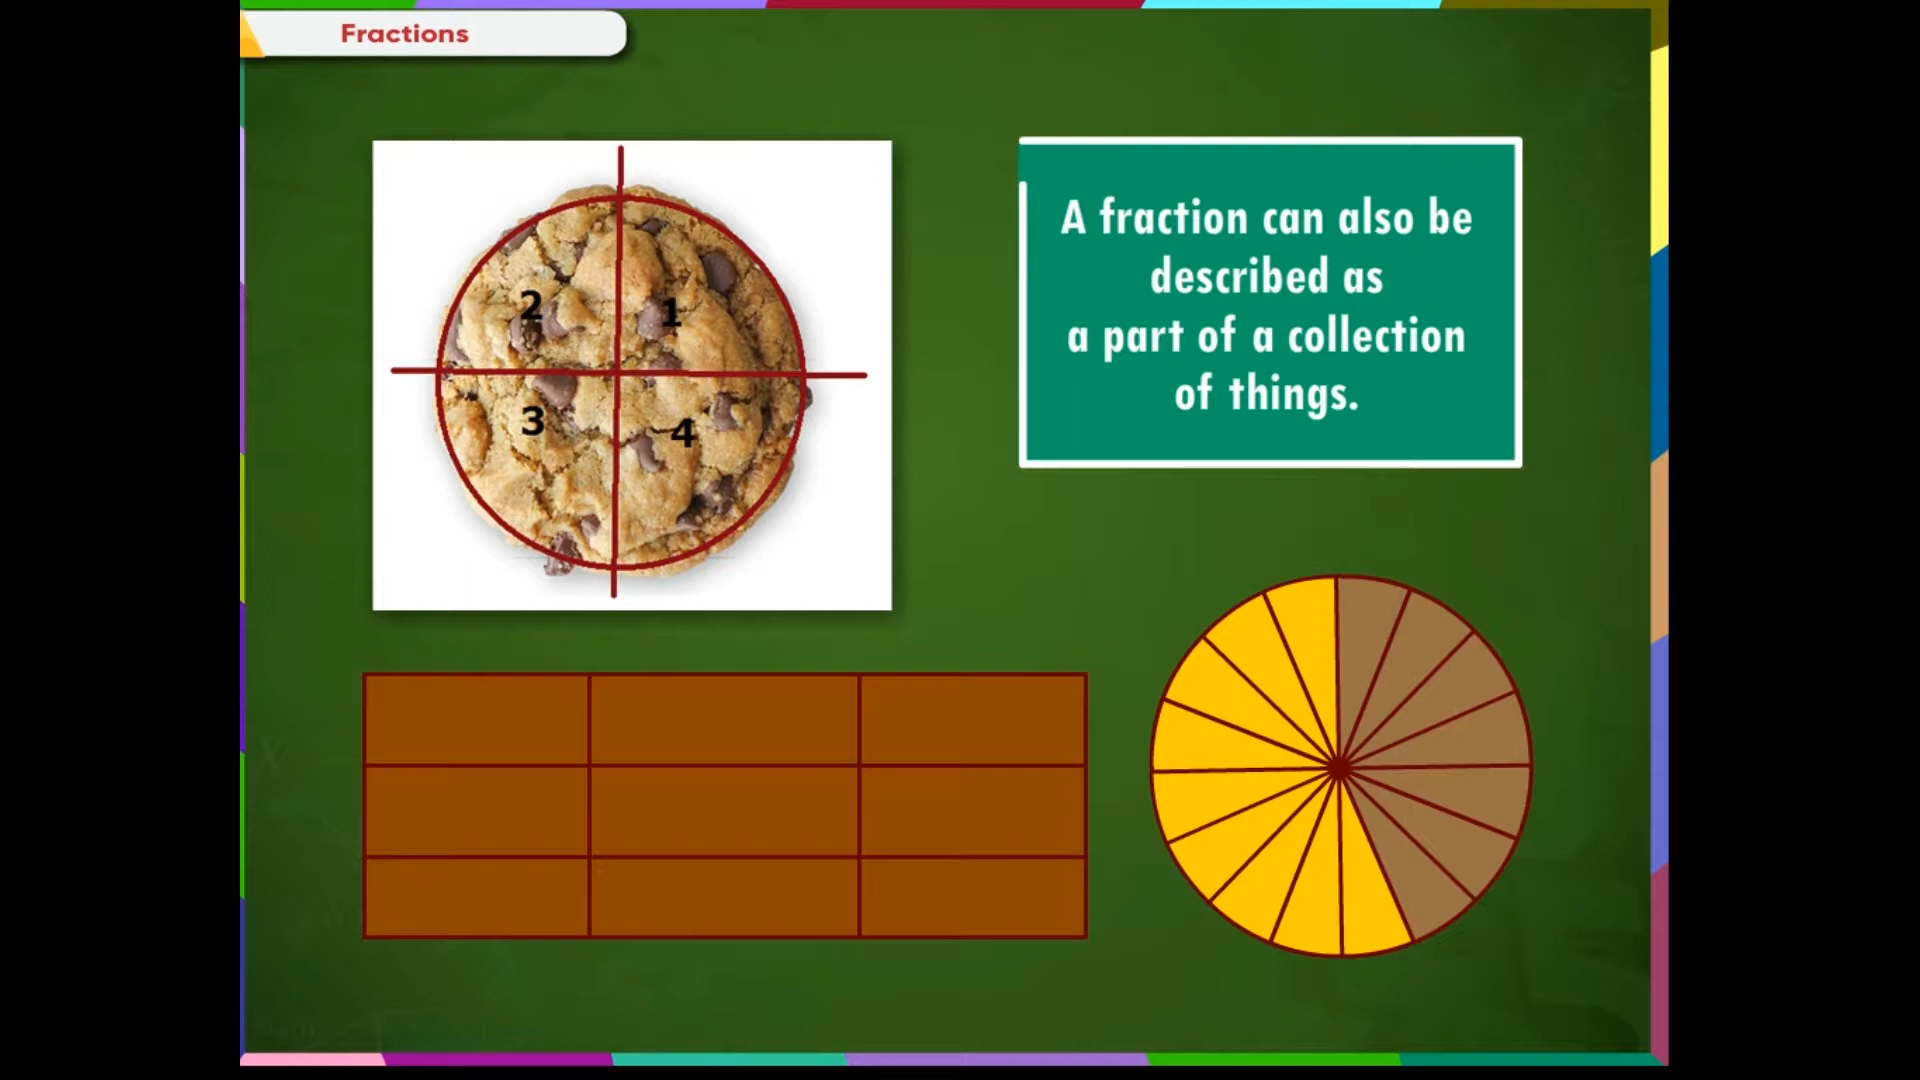 Fractions
2
1
3
4
A fraction can also be
described as
a part of a collection
of things.